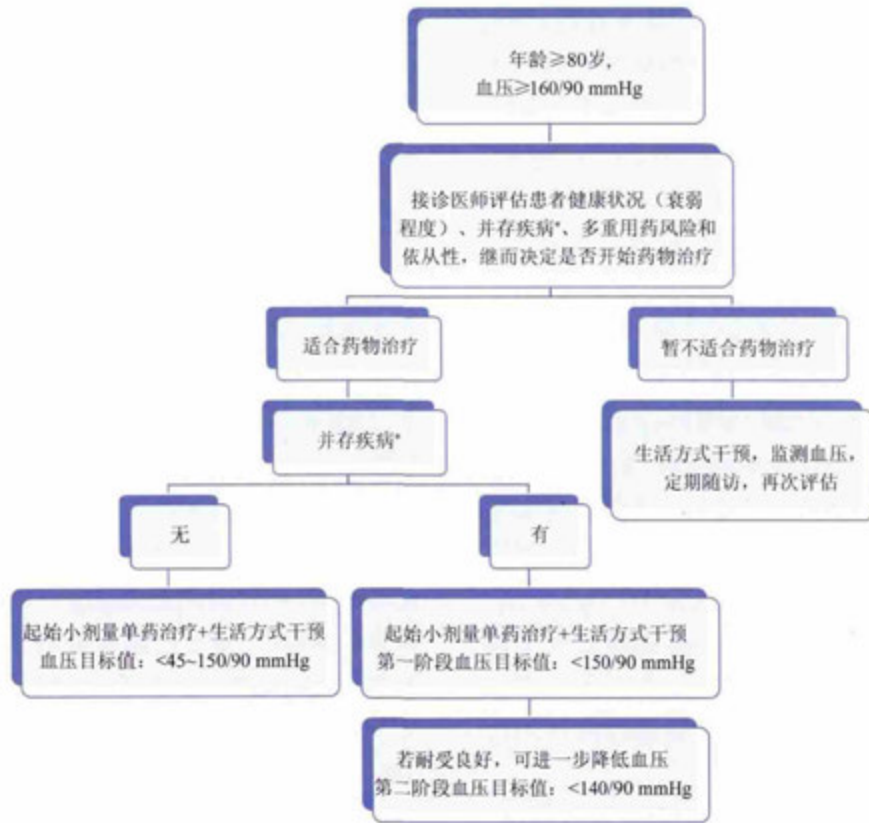 年龄≥80岁,
血压≥160/90 mmHg
接诊医师评估患者健康状况（衰弱
程度）、并存疾病*、多重用药风险和
依从性，继而决定是否开始药物治疗
适合药物治疗
暂不适合药物治疗
并存疾病*
生活方式干预，监测血压，
定期随访，再次评估
无
有
起始小剂量单药治疗+生活方式干预
血压目标值：<45~150/90 mmHg
起始小剂量单药治疗+生活方式干预
第一阶段血压目标值：<150/90 mmHg
若耐受良好，可进一步降低血压
第二阶段血压目标值：<140/90 mmHg